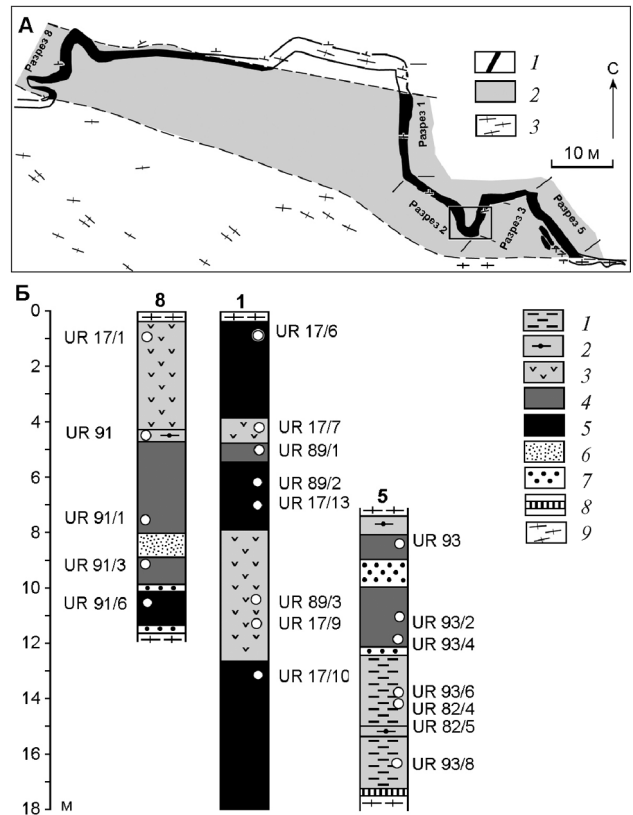 А
Разрез 8
Разрез 1
Разрез 2
Разрез 3
Разрез 5
1
2
3
С
10 м
Б
8
1
5
0
2
4
6
8
10
12
14
16
18
м
UR 17/1
UR 91
UR 91/1
UR 91/3
UR 91/6
UR 17/6
UR 17/7
UR 89/1
UR 89/2
UR 17/13
UR 89/3
UR 17/9
UR 17/10
UR 93
UR 93/2
UR 93/4
UR 93/6
UR 82/4
UR 82/5
UR 93/8
1
2
3
4
5
6
7
8
9